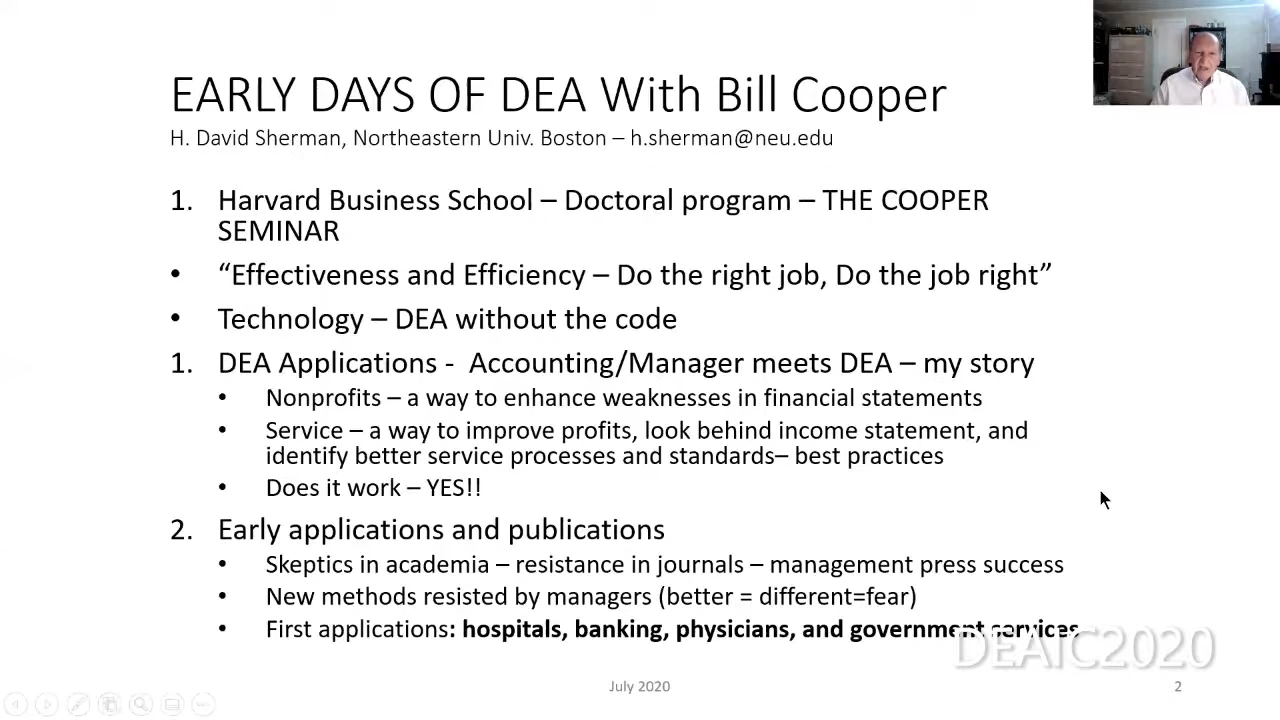 EARLY DAYS OF DEA With Bill Cooper
H. David Sherman, Northeastern Univ. Boston – h.sherman@neu.edu
1. Harvard Business School – Doctoral program – THE COOPER
SEMINAR
• “Effectiveness and Efficiency – Do the right job, Do the job right”
• Technology – DEA without the code
1. DEA Applications - Accounting/Manager meets DEA – my story
• Nonprofits – a way to enhance weaknesses in financial statements
• Service – a way to improve profits, look behind income statement, and
identify better service processes and standards– best practices
• Does it work – YES!!
2. Early applications and publications
• Skeptics in academia – resistance in journals – management press success
• New methods resisted by managers (better = different=fear)
• First applications: hospitals, banking, physicians, and government services
DEAIC2020
July 2020
2